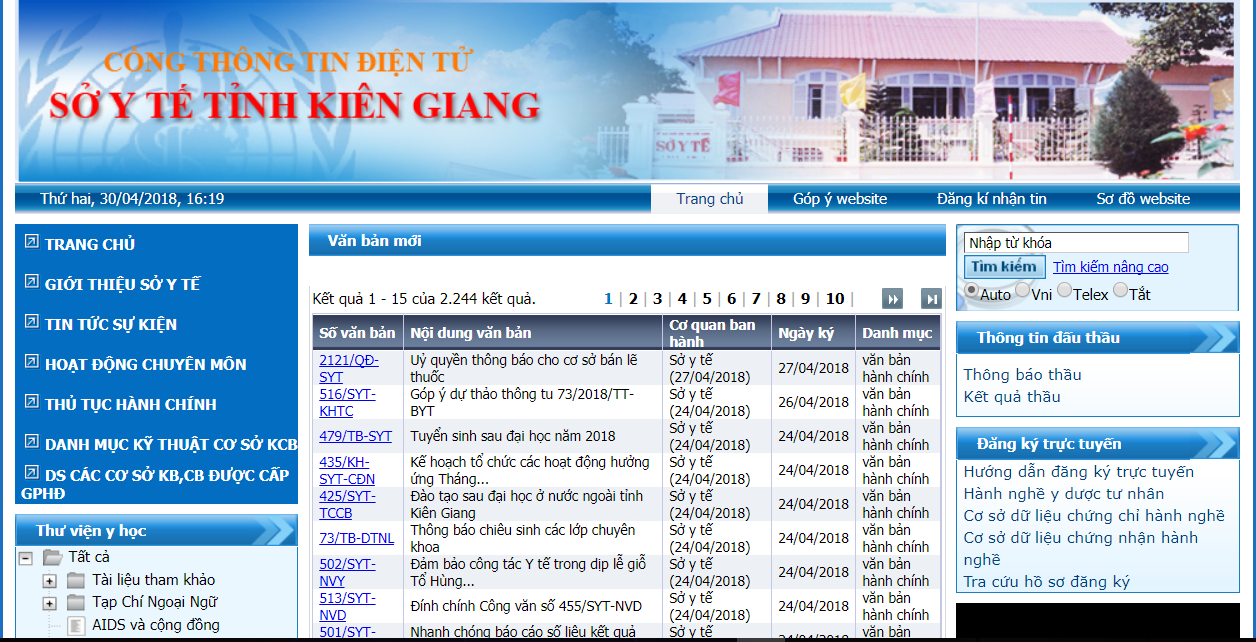 CỔNG THÔNG TIN ĐIỆN TỬ
SỞ Y TẾ TỈNH KIÊN GIANG
SỞ Y TẾ
Thứ hai, 30/04/2018, 16:19
Trang chủ
Góp ý website
Đăng kí nhận tin
Sơ đồ website
TRANG CHỦ
GIỚI THIỆU SỞ Y TẾ
TIN TỨC SỰ KIỆN
HOẠT ĐỘNG CHUYÊN MÔN
THỦ TỤC HÀNH CHÍNH
DANH MỤC KỸ THUẬT CƠ SỞ KCB
DS CÁC CƠ SỞ KB,CB ĐƯỢC CẤP
GPHĐ
Thư viện y học
Tất cả
Tài liệu tham khảo
Tạp Chí Ngoại Ngữ
AIDS và cộng đồng
Văn bản mới
Kết quả 1 - 15 của 2.244 kết quả.
1 | 2 | 3 | 4 | 5 | 6 | 7 | 8 | 9 | 10 |
Số văn bản
Nội dung văn bản
Cơ quan ban
hành
Ngày ký
Danh mục
2121/QĐ-
SYT
Uỷ quyền thông báo cho cơ sở bán lẽ
thuốc
Sở y tế
(27/04/2018)
27/04/2018
văn bản
hành chính
516/SYT-
KHTC
Góp ý dự thảo thông tu 73/2018/TT-
BYT
Sở y tế
(24/04/2018)
26/04/2018
văn bản
hành chính
479/TB-SYT
Tuyển sinh sau đại học năm 2018
Sở y tế
(24/04/2018)
24/04/2018
văn bản
hành chính
435/KH-
SYT-CĐN
Kế hoạch tổ chức các hoạt động hưởng
ứng Tháng...
Sở y tế
(24/04/2018)
24/04/2018
văn bản
hành chính
425/SYT-
TCCB
Đào tạo sau đại học ở nước ngoài tỉnh
Kiên Giang
Sở y tế
(24/04/2018)
24/04/2018
văn bản
hành chính
73/TB-DTNL
Thông báo chiêu sinh các lớp chuyên
khoa
Sở y tế
(24/04/2018)
24/04/2018
văn bản
hành chính
502/SYT-
NVY
Đảm bảo công tác Y tế trong dịp lễ giỗ
Tổ Hùng...
Sở y tế
(24/04/2018)
24/04/2018
văn bản
hành chính
513/SYT-
NVD
Đính chính Công văn số 455/SYT-NVD
Sở y tế
(24/04/2018)
24/04/2018
văn bản
hành chính
501/SYT-
Nhanh chóng báo cáo số liệu kết quả
Sở y tế
24/04/2018
văn bản
Nhập từ khóa
Tìm kiếm
Tìm kiếm nâng cao
Auto Vni Telex Tắt
Thông tin đấu thầu
Thông báo thầu
Kết quả thầu
Đăng ký trực tuyến
Hướng dẫn đăng ký trực tuyến
Hành nghề y dược tư nhân
Cơ sở dữ liệu chứng chỉ hành nghề
Cơ sở dữ liệu chứng nhận hành
nghề
Tra cứu hồ sơ đăng ký